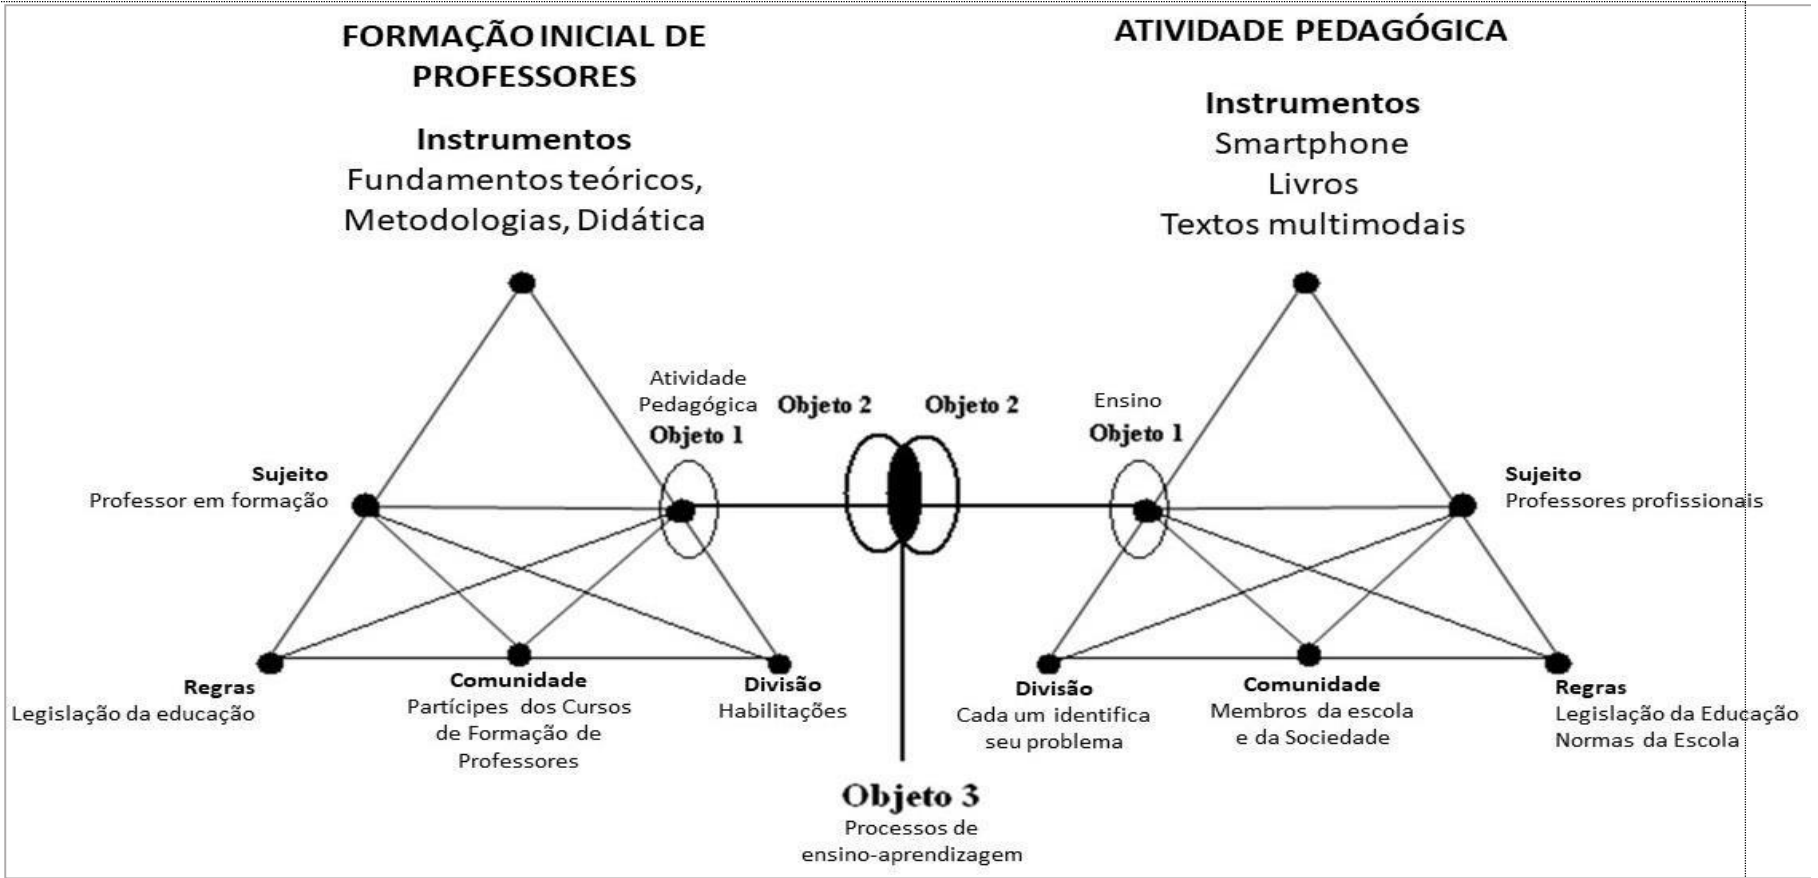 FORMAÇÃO INICIAL DE
PROFESSORES
Instrumentos
Fundamentos teóricos,
Metodologias, Didática
ATIVIDADE PEDAGÓGICA
Instrumentos
Smartphone
Livros
Textos multimodais
Atividade
Pedagógica
Objeto 1
Objeto 2
Objeto 2
Ensino
Objeto 1
Sujeito
Professor em formação
Sujeito
Professores profissionais
Regras
Legislação da educação
Comunidade
Partícipes dos Cursos
de Formação de
Professores
Divisão
Habilitações
Divisão
Cada um identifica
seu problema
Comunidade
Membros da escola
e da Sociedade
Regras
Legislação da Educação
Normas da Escola
Objeto 3
Processos de
ensino-aprendizagem